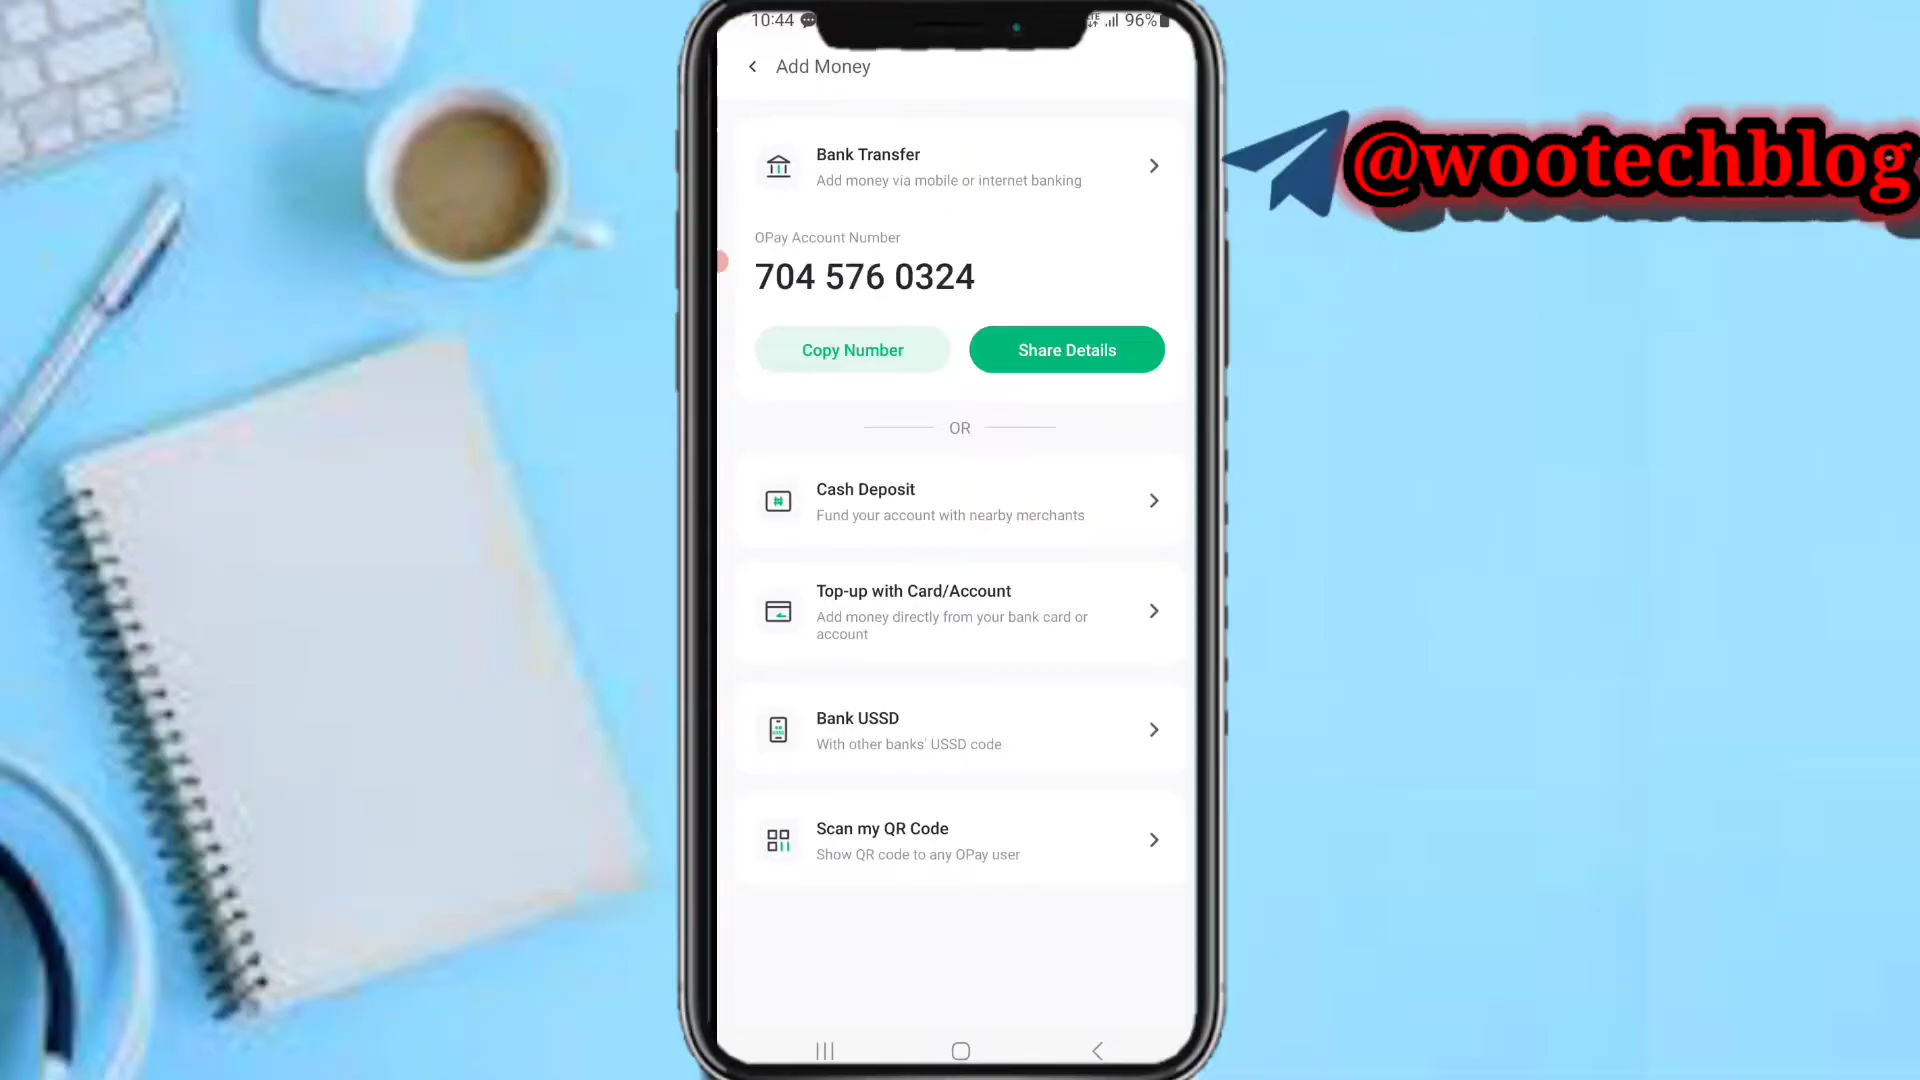 10:44
96%
Add Money
Bank Transfer
Add money via mobile or internet banking
OPay Account Number
704 576 0324
Copy Number
Share Details
OR
Cash Deposit
Fund your account with nearby merchants
Top-up with Card/Account
Add money directly from your bank card or
account
Bank USSD
With other banks' USSD code
Scan my QR Code
Show QR code to any OPay user
@wootechblog